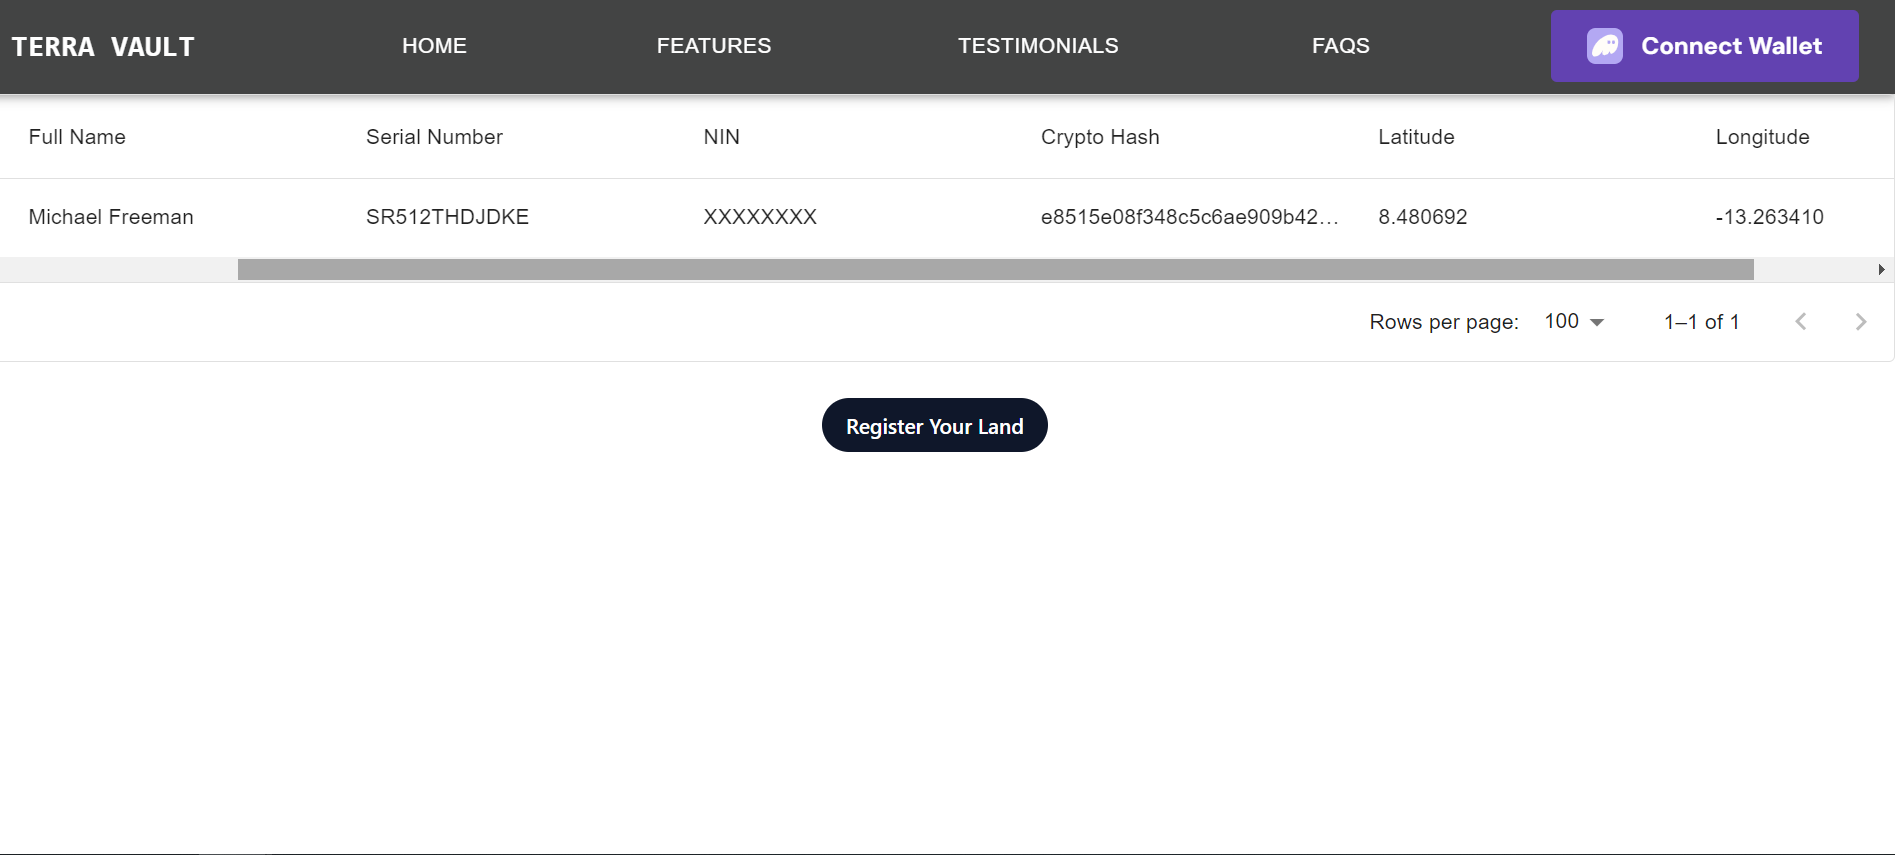 TERRA VAULT HOME FEATURES TESTIMONIALS FAQS Connect Wallet
Full Name Serial Number NIN Crypto Hash Latitude Longitude
Michael Freeman SR512THDJDKE XXXXXXXX e8515e08f348c5c6ae909b42... 8.480692 -13.263410
Rows per page: 100 1–1 of 1
Register Your Land